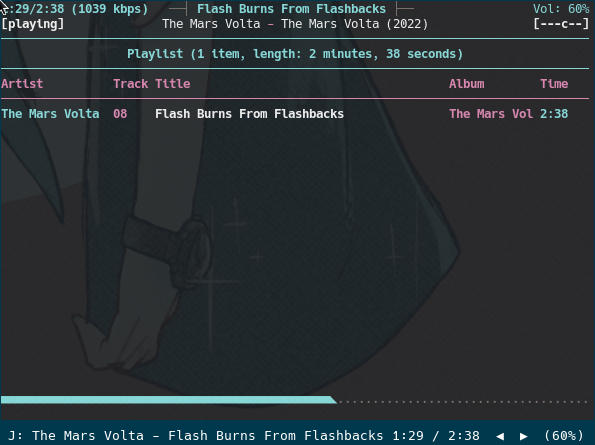 :29/2:38 (1039 kbps) ──┤ Flash Burns From Flashbacks ├── Vol: 60%
[playing] The Mars Volta - The Mars Volta (2022) [---c--]
Playlist (1 item, length: 2 minutes, 38 seconds)
Artist Track Title Album Time
The Mars Volta 08 Flash Burns From Flashbacks The Mars Vol 2:38
J: The Mars Volta - Flash Burns From Flashbacks 1:29 / 2:38 ◀ ▶ (60%)